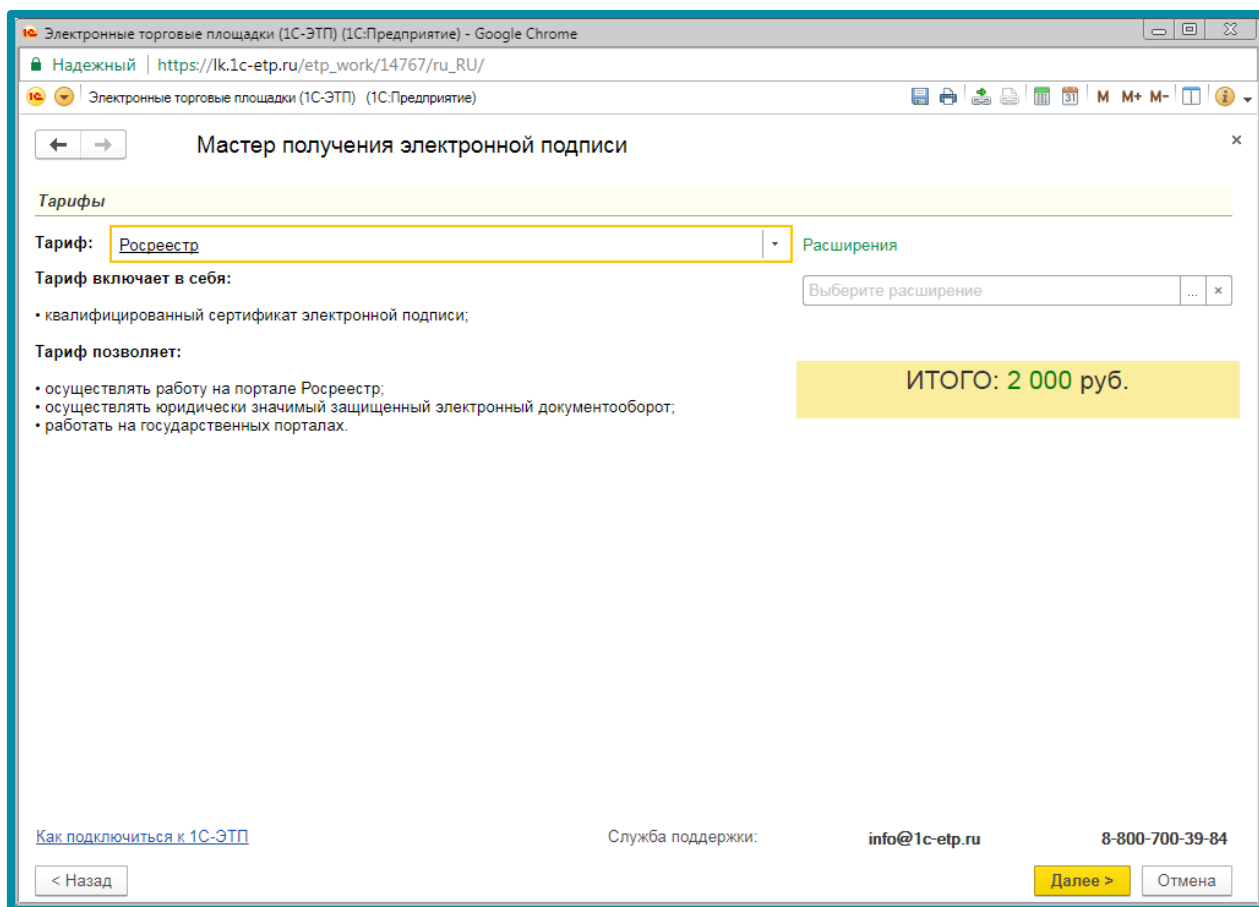 Электронные торговые площадки (1С-ЭТП) (1С:Предприятие) - Google Chrome
Надежный | https://lk.1c-etp.ru/etp_work/14767/ru_RU/
1С Электронные торговые площадки (1С-ЭТП) (1С:Предприятие) 31 M M+ M-
Мастер получения электронной подписи
Тарифы
Тариф: Росреестр Расширения
Тариф включает в себя:
Выберите расширение ...
• квалифицированный сертификат электронной подписи;
Тариф позволяет:
ИТОГО: 2 000 руб.
• осуществлять работу на портале Росреестр;
• осуществлять юридически значимый защищенный электронный документооборот;
• работать на государственных порталах.
Как подключиться к 1С-ЭТП Служба поддержки: info@1c-etp.ru 8-800-700-39-84
< Назад Далее > Отмена